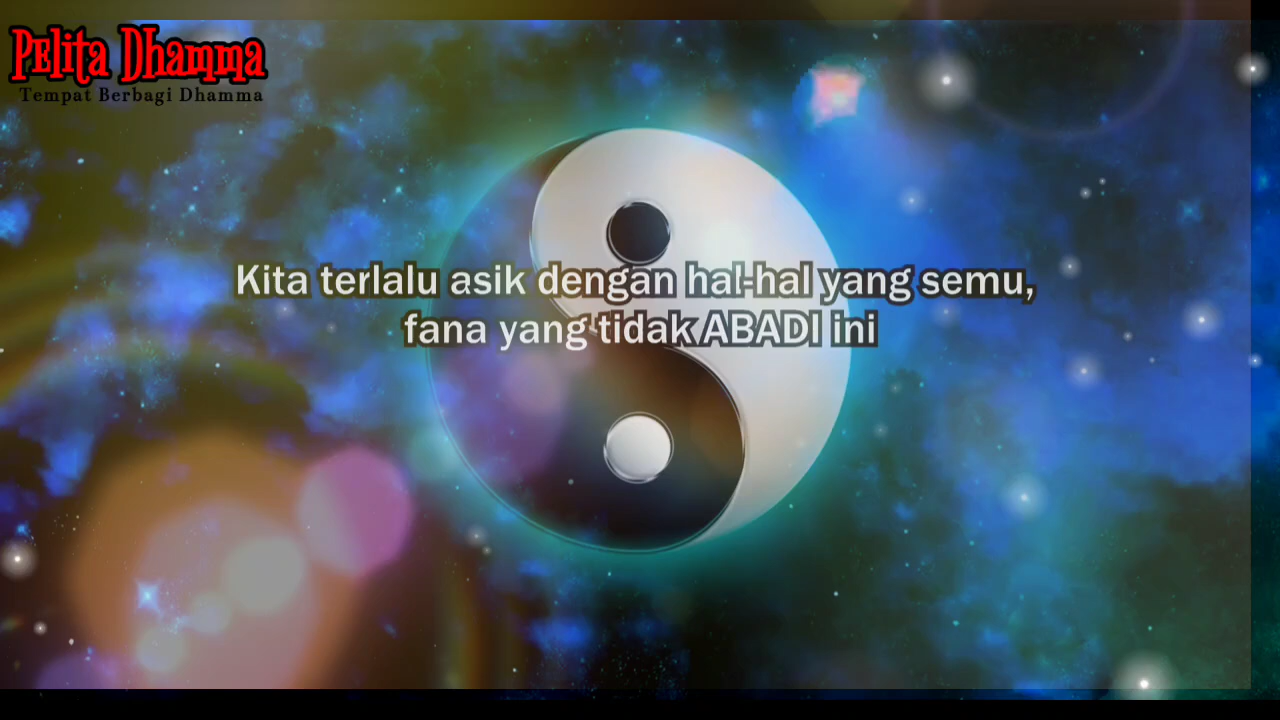 Pelita Dhamma
Tempat Berbagi Dhamma
Kita terlalu asik dengan hal-hal yang semu,
fana yang tidak ABADI ini